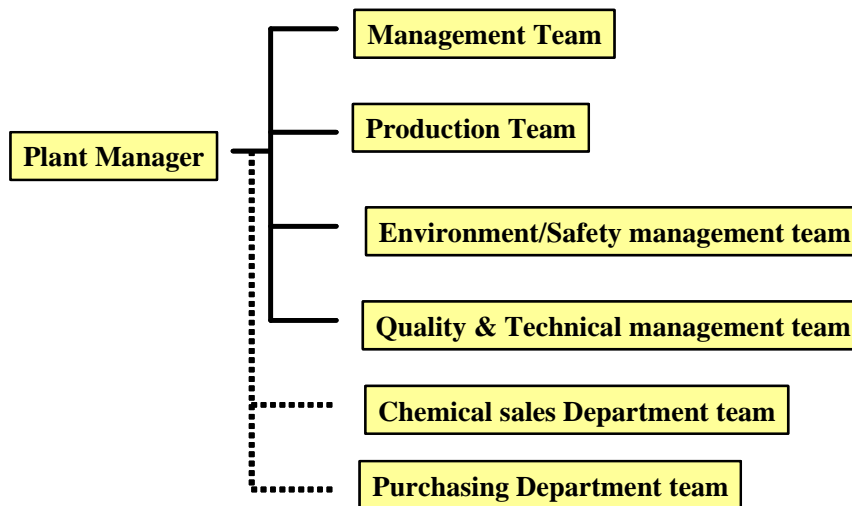 Management Team
Production Team
Plant Manager
Environment/Safety management team
Quality & Technical management team
Chemical sales Department team
Purchasing Department team